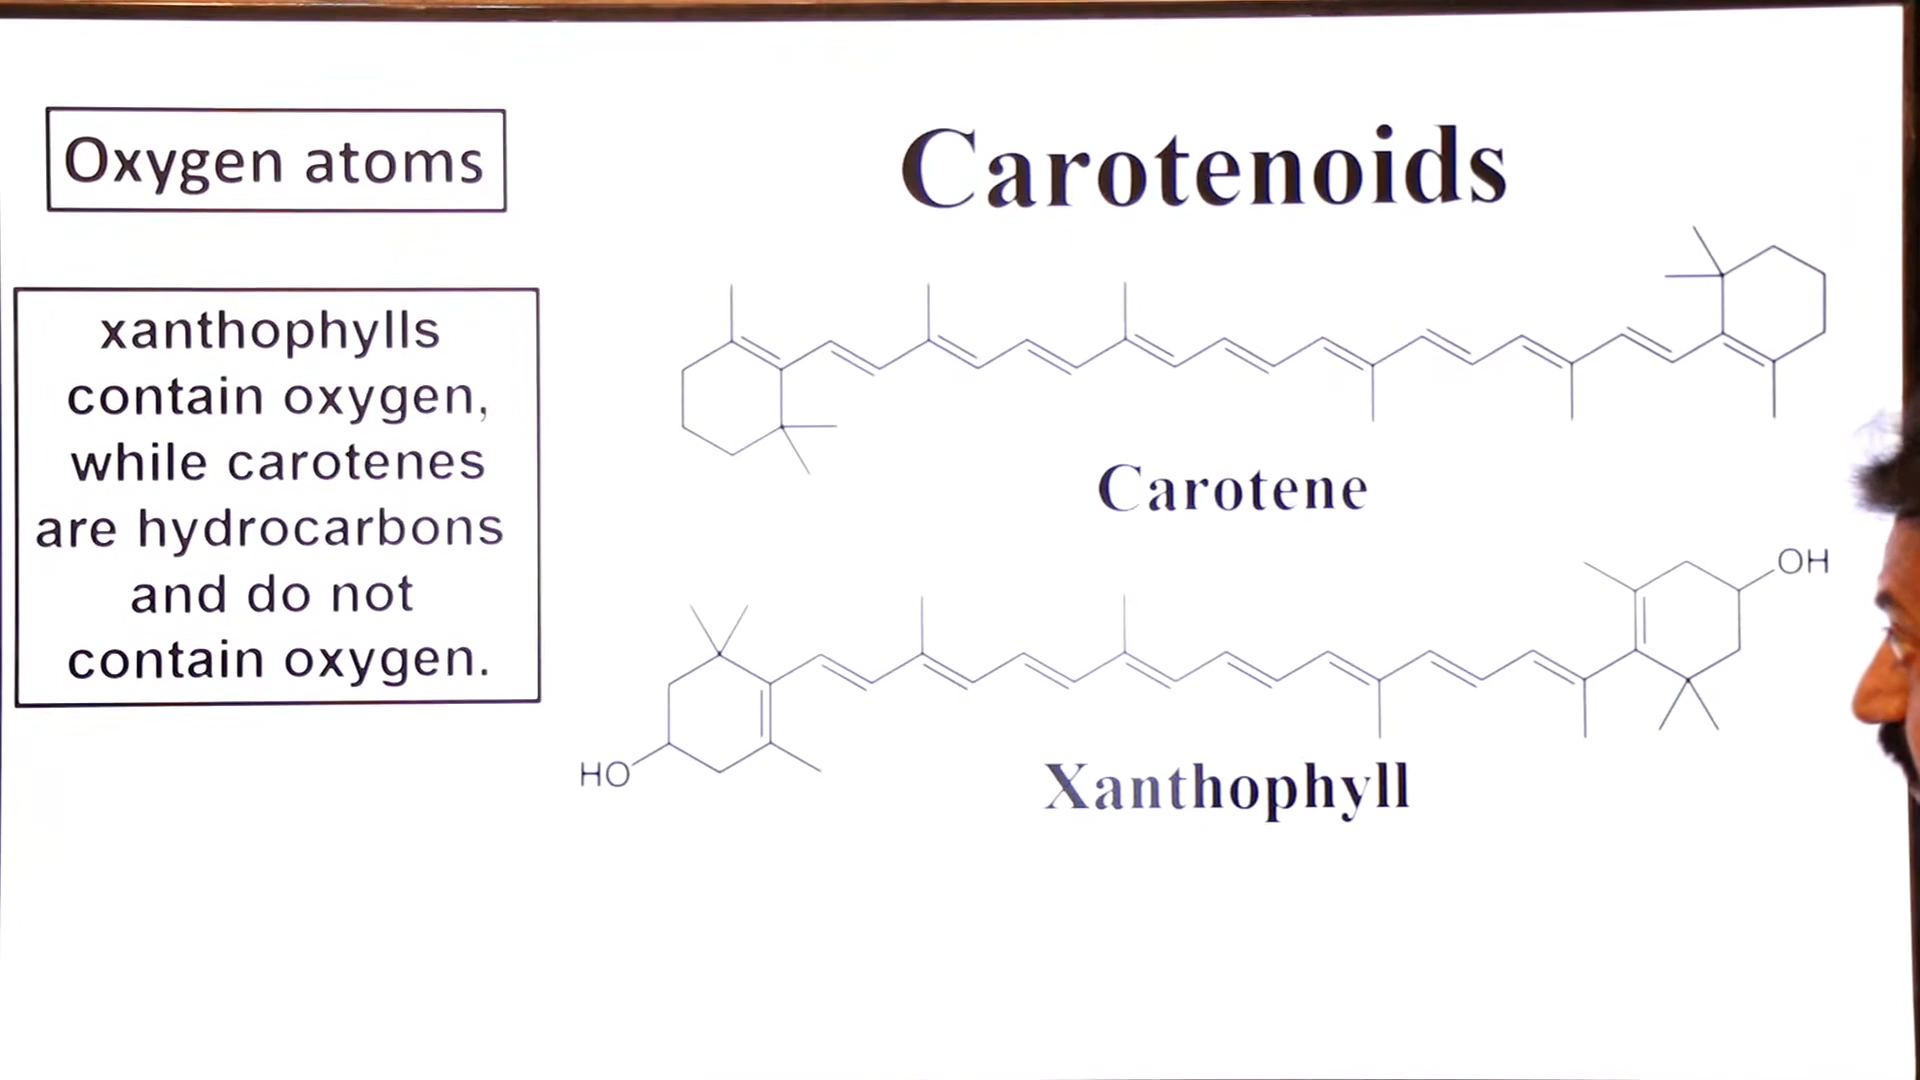 Oxygen atoms
xanthophylls
contain oxygen,
while carotenes
are hydrocarbons
and do not
contain oxygen.
Carotenoids
Carotene
OH
HO
Xanthophyll